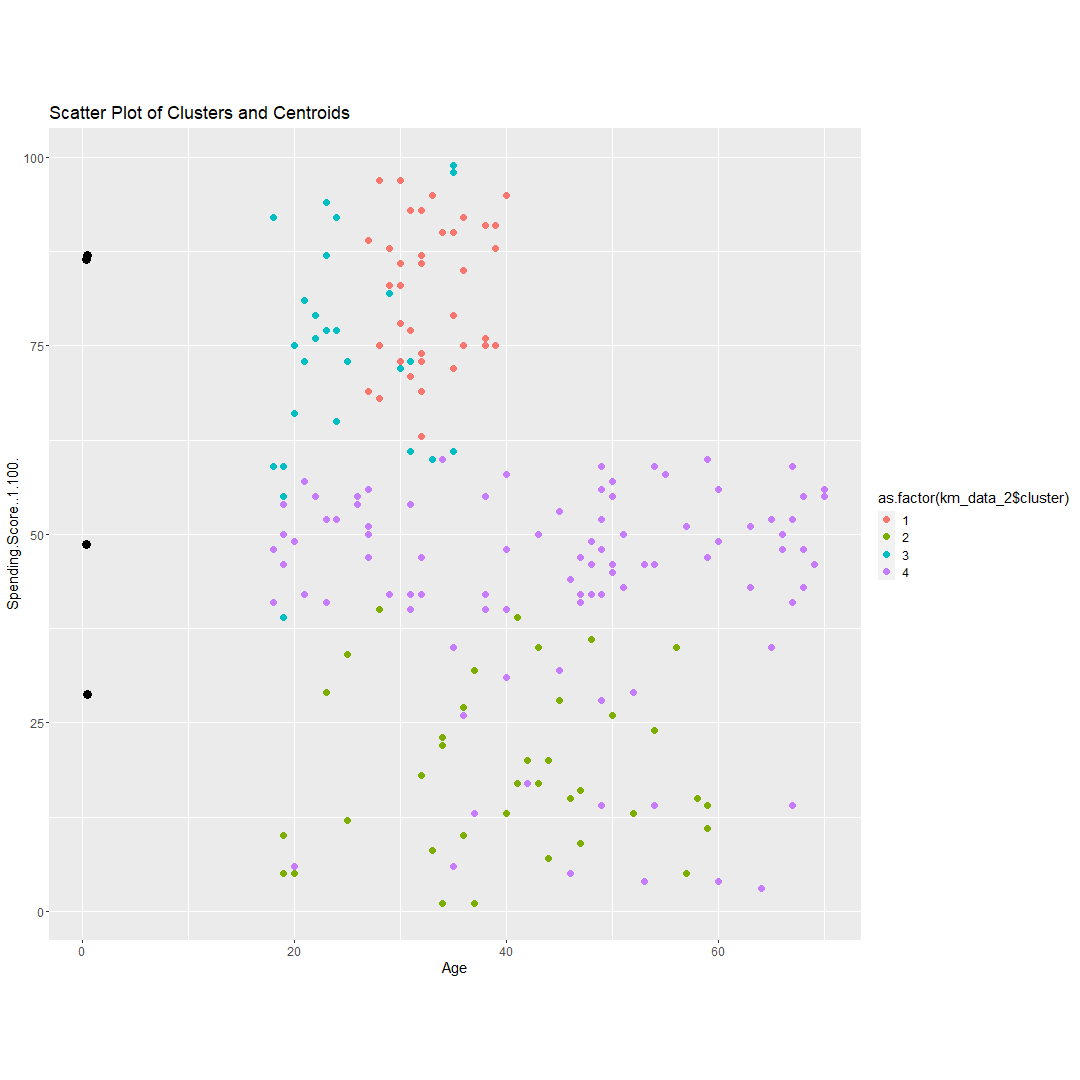 Scatter Plot of Clusters and Centroids
100
75
50
25
0
Spending.Score..1.100.
0 20 40 60
Age
as.factor(km_data_2$cluster)
1
2
3
4